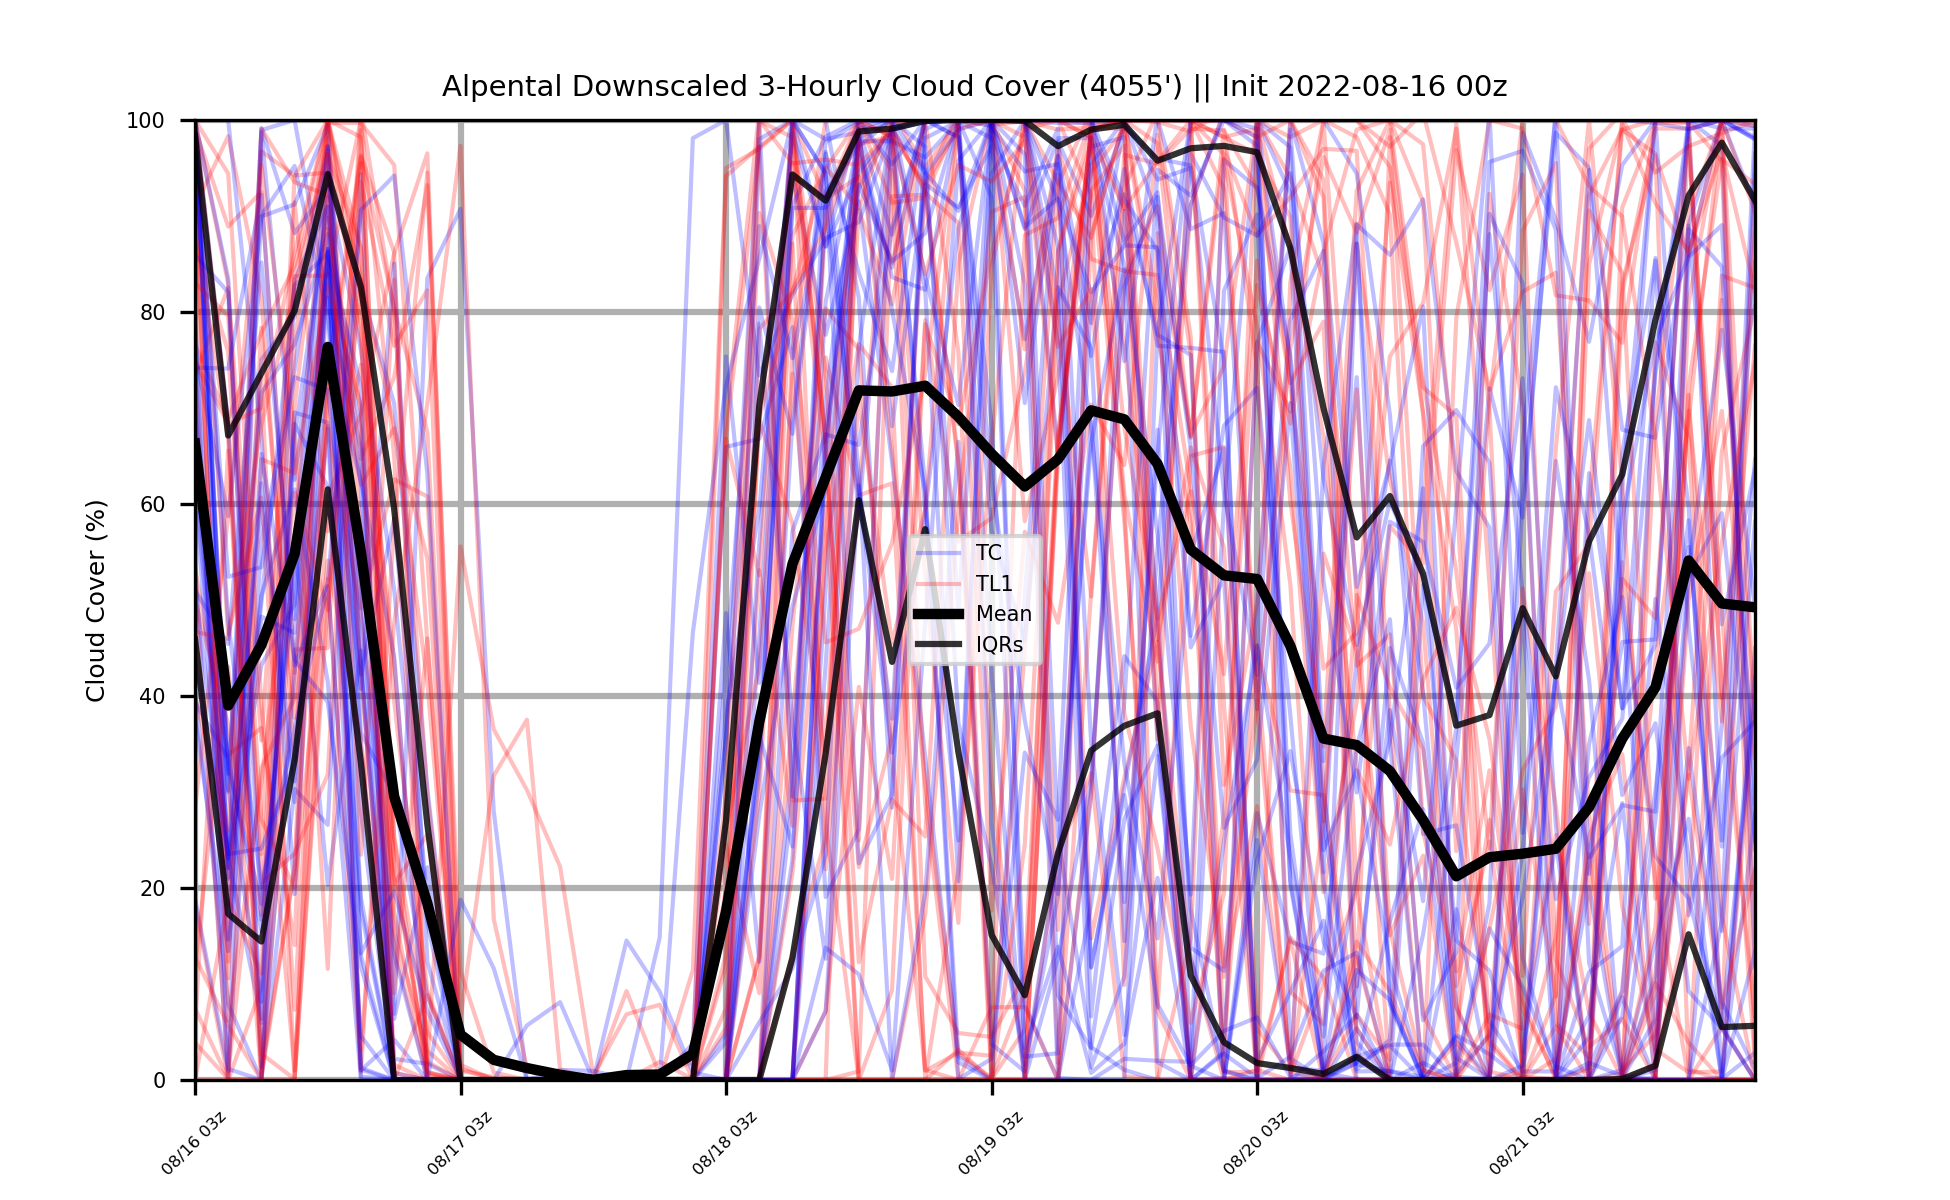 Alpental Downscaled 3-Hourly Cloud Cover (4055') || Init 2022-08-16 00z
Cloud Cover (%)
100
80
60
40
20
0
TC
TL1
Mean
IQRs
08/16 03z
08/17 03z
08/18 03z
08/19 03z
08/20 03z
08/21 03z